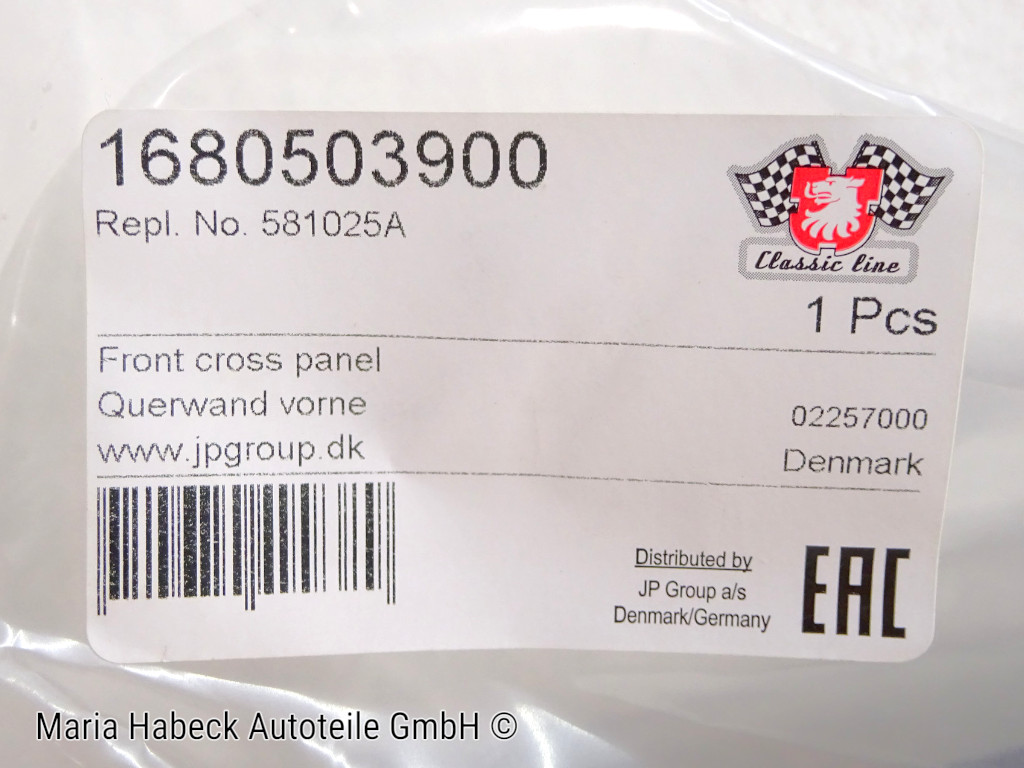 1680503900
Repl. No. 581025A
Classic line
1 Pcs
Front cross panel
Querwand vorne
www.jpgroup.dk
02257000
Denmark
Distributed by
JP Group a/s
Denmark/Germany
EAC
Maria Habeck Autoteile GmbH ©